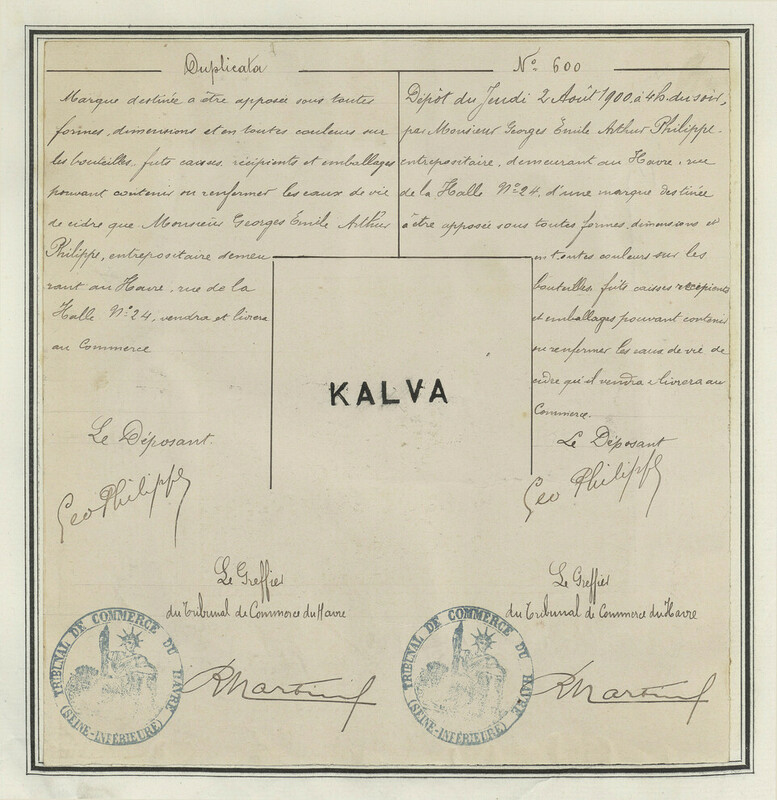 Duplicata
Marque destinée à être apposée sous toutes
formes, dimensions et en toutes couleurs sur
les bouteilles, futs caisses, récipients et emballages
pouvant contenir ou renfermer les eaux de vie
de cidre que Monsieur Georges Émile Arthur
Philippe, entrepositaire demeu
rant au Havre, rue de la
Halle N° 24, vendra et livrera
au Commerce
Le Déposant
Geo Philippe
Le Greffier
du Tribunal de Commerce du Havre
TRIBUNAL DE COMMERCE DU HAVRE
(SEINE-INFÉRIEURE)
KALVA
N° 600
Dépôt du Jeudi 2 Août 1900, à 4h. du soir,
par Monsieur Georges Émile Arthur Philippe
entrepositaire, demeurant au Havre, rue
de la Halle N° 24, d'une marque destinée
à être apposée sous toutes formes, dimensions et
en toutes couleurs sur les
bouteilles, futs caisses récipients
et emballages pouvant contenir
ou renfermer les eaux de vie de
cidre qu'il vendra & livrera au
Commerce.
Le Déposant
Geo Philippe
Le Greffier
du Tribunal de Commerce du Havre
TRIBUNAL DE COMMERCE DU HAVRE
(SEINE-INFÉRIEURE)